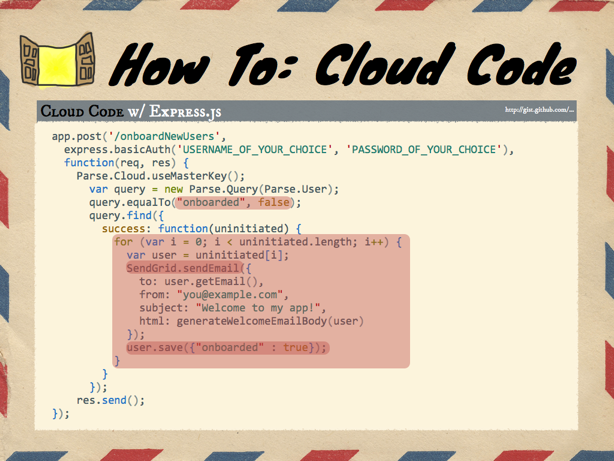 How To: Cloud Code
Cloud Code w/ Express.js
http://gist.github.com/...
app.post('/onboardNewUsers',
express.basicAuth('USERNAME_OF_YOUR_CHOICE', 'PASSWORD_OF_YOUR_CHOICE'),
function(req, res) {
Parse.Cloud.useMasterKey();
var query = new Parse.Query(Parse.User);
query.equalTo("onboarded", false);
query.find({
success: function(uninitiated) {
for (var i = 0; i < uninitiated.length; i++) {
var user = uninitiated[i];
SendGrid.sendEmail({
to: user.getEmail(),
from: "you@example.com",
subject: "Welcome to my app!",
html: generateWelcomeEmailBody(user)
});
user.save({"onboarded" : true});
}
}
});
res.send();
});